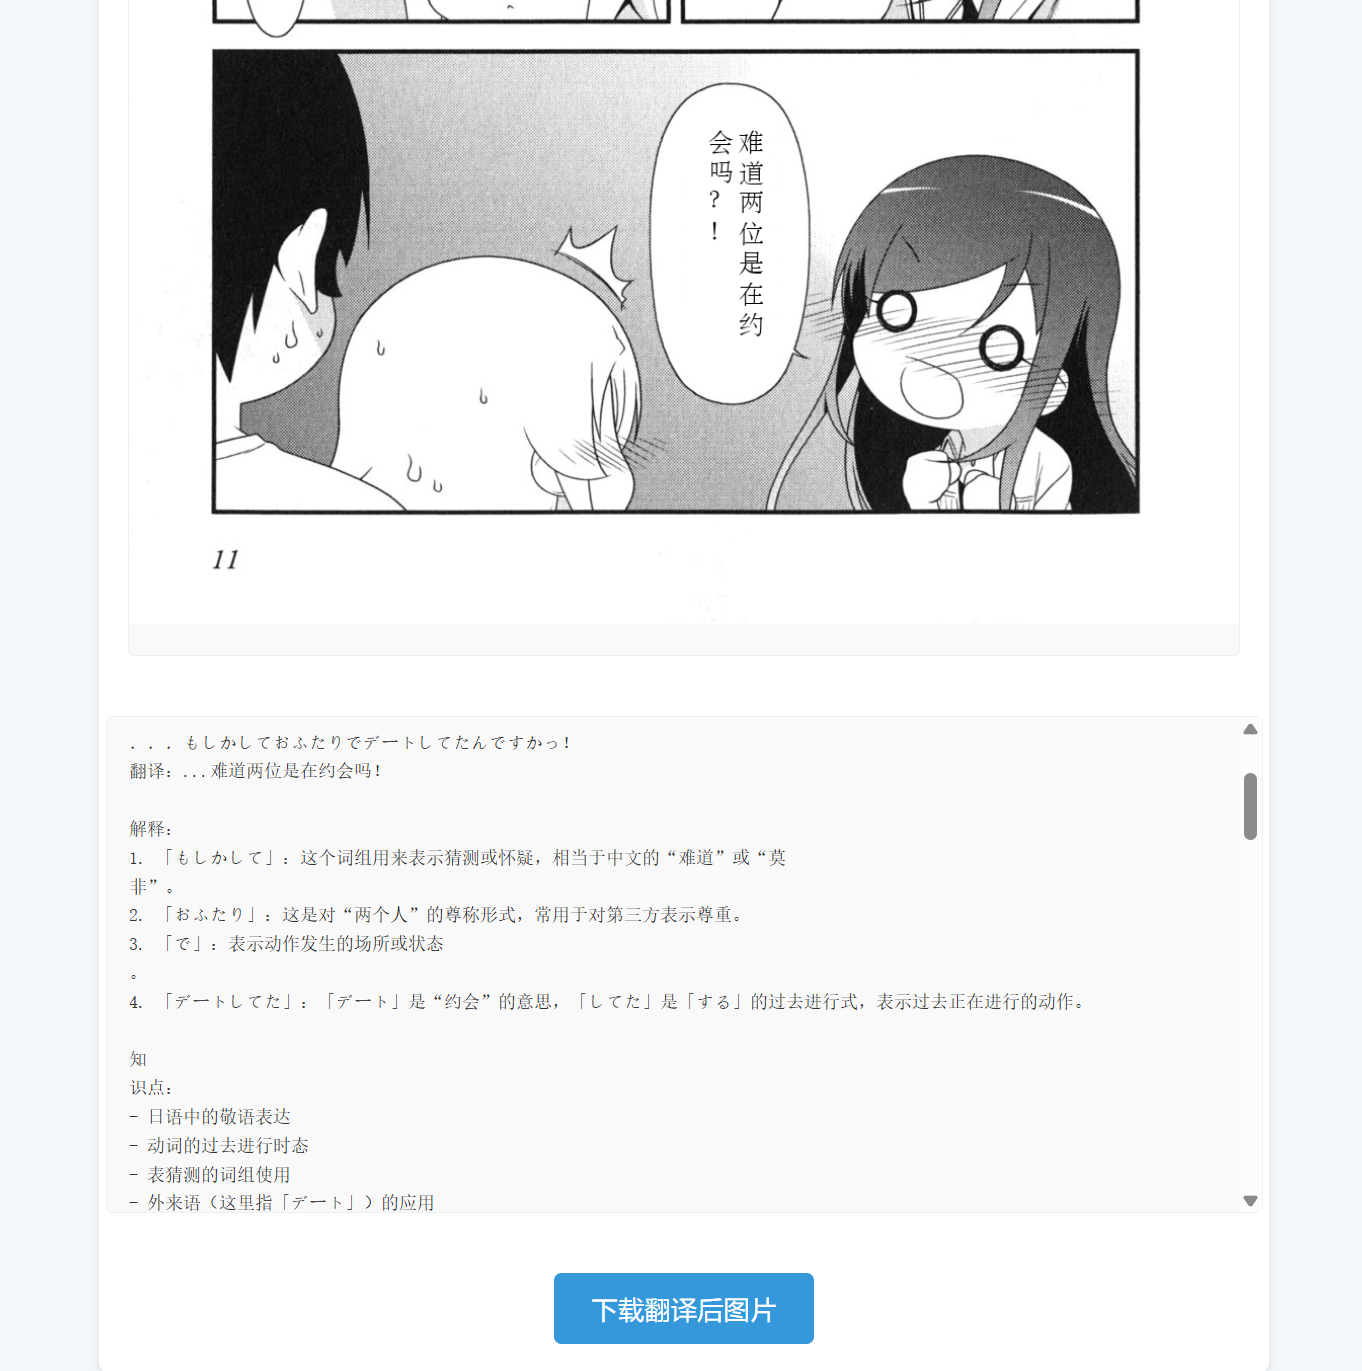 难道两位是在约
会吗？！
11
．．．もしかしておふたりでデートしてたんですかっ！
翻译：...难道两位是在约会吗！
解释：
1. 「もしかして」：这个词组用来表示猜测或怀疑，相当于中文的“难道”或“莫
非”。
2. 「おふたり」：这是对“两个人”的尊称形式，常用于对第三方表示尊重。
3. 「で」：表示动作发生的场所或状态
。
4. 「デートしてた」：「デート」是“约会”的意思，「してた」是「する」的过去进行式，表示过去正在进行的动作。
知
识点：
- 日语中的敬语表达
- 动词的过去进行时态
- 表猜测的词组使用
- 外来语（这里指「デート」）的应用
下载翻译后图片